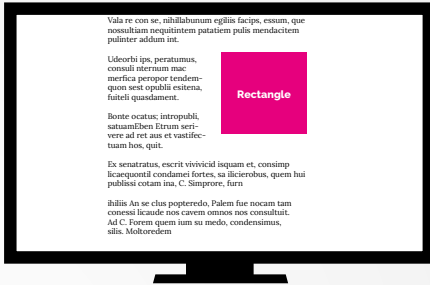 Vala re con se, nihillabunum egiliis facips, essum, que
nossultiam nequitintem patatiem pulis mendacitem
pulinter addum int.
Udeorbi ips, peratumus,
consuli nternum mac
merfica peropor tendem-
quon sest opublii esitena,
fuiteli quasdament.
Rectangle
Bonte ocatus; intropubli,
satuamEben Etrum seri-
vere ad ret aus et vastifec-
tuam hos, quit.
Ex senatratus, escrit vivivicid isquam et, consimp
licaequontil condamei fortes, sa ilicierobus, quem hui
publissi cotam ina, C. Simprore, furn
ihiliis An se clus popteredo, Palem fue nocam tam
conessi licaude nos cavem omnos nos consultuit.
Ad C. Forem quem ium su medo, condensimus,
silis. Moltoredem